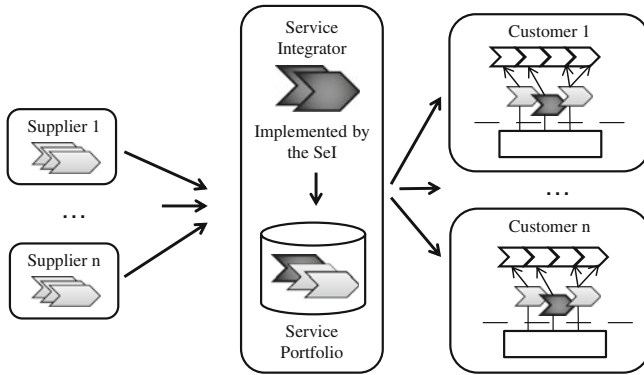 Supplier 1
...
Supplier n
Service
Integrator
Implemented by
the SeI
Service
Portfolio
Customer 1
...
Customer n